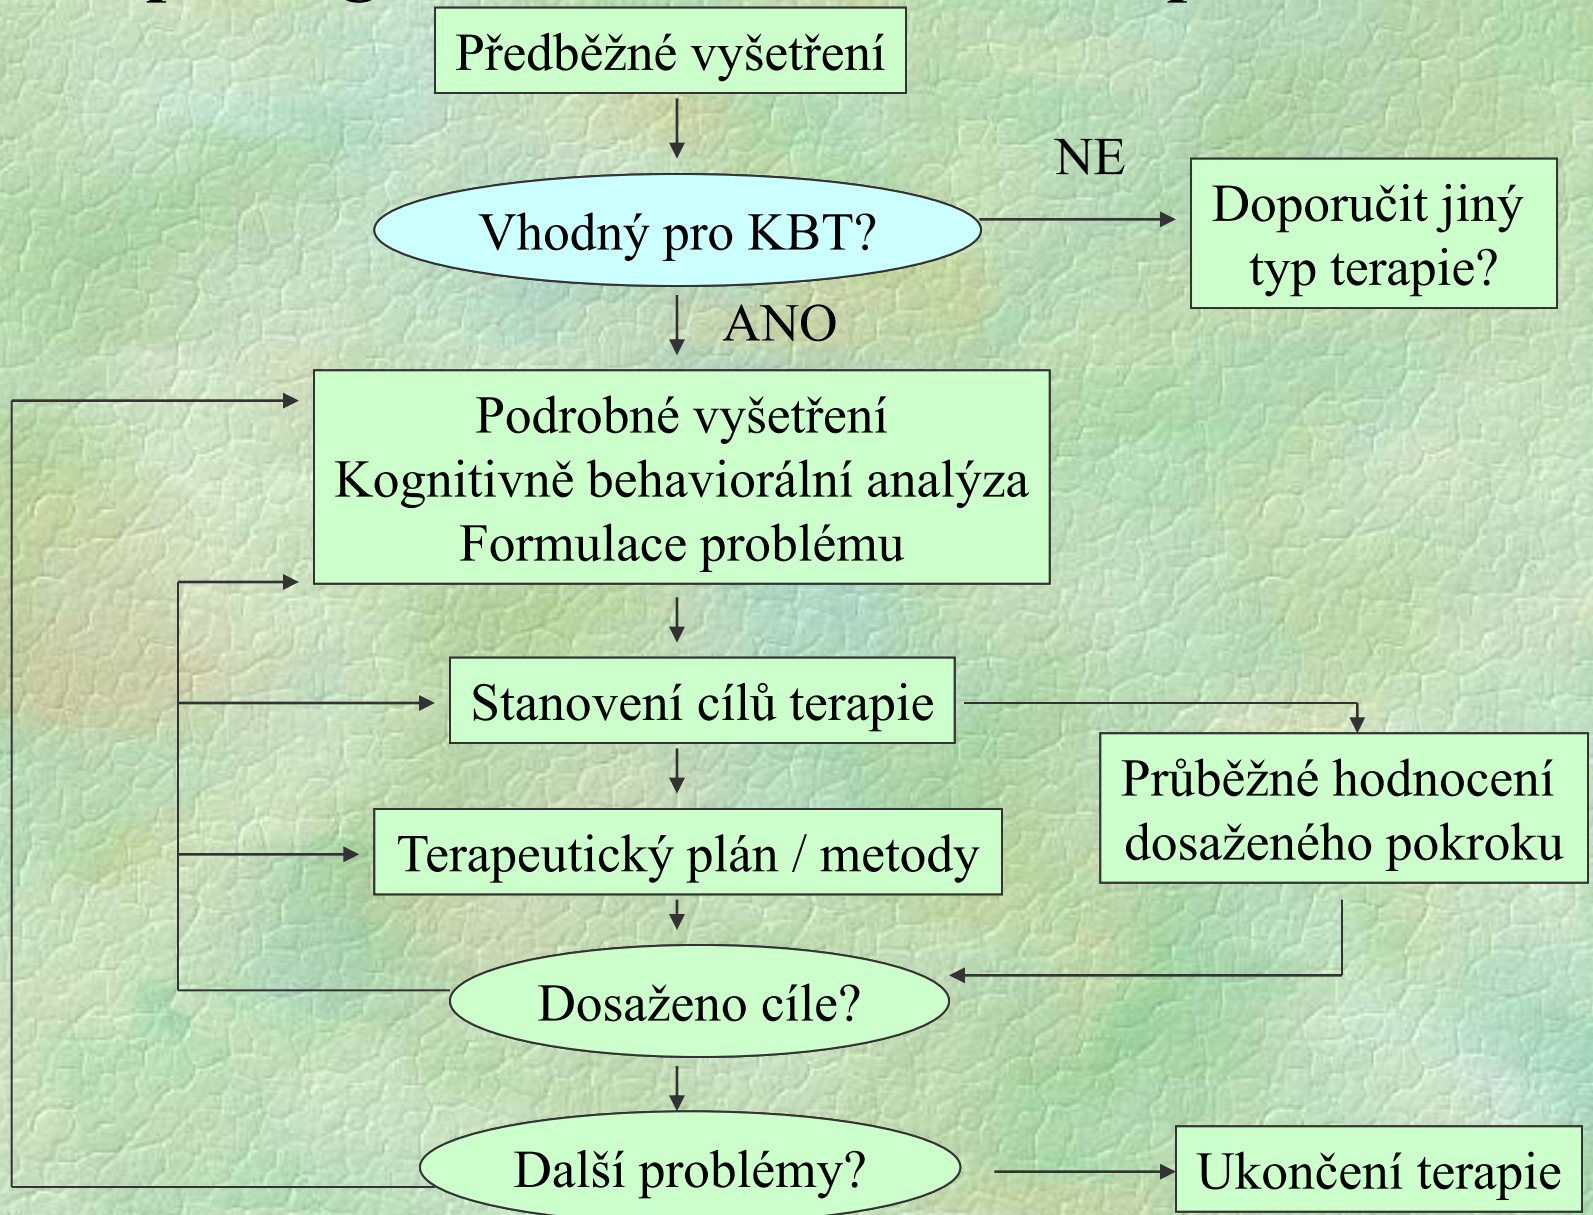 Předběžné vyšetření
NE
Vhodný pro KBT?
Doporučit jiný
typ terapie?
ANO
Podrobné vyšetření
Kognitivně behaviorální analýza
Formulace problému
Stanovení cílů terapie
Průběžné hodnocení
dosaženého pokroku
Terapeutický plán / metody
Dosaženo cíle?
Další problémy?
Ukončení terapie